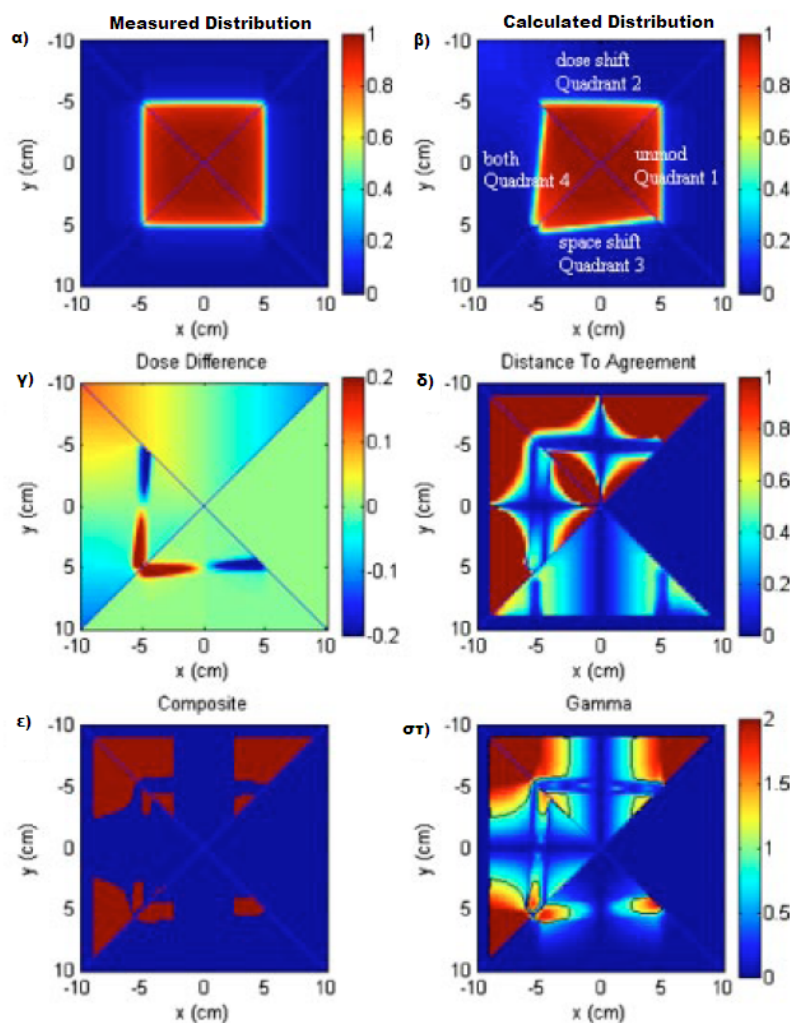 Measured Distribution
Calculated Distribution
α)
β)
-10
-5
0
5
10
y (cm)
-10 -5 0 5 10
x (cm)
1
0.8
0.6
0.4
0.2
0
-10
-5
0
5
10
y (cm)
dose shift
Quadrant 2
both
Quadrant 4
unmod
Quadrant 1
space shift
Quadrant 3
-10 -5 0 5 10
x (cm)
1
0.8
0.6
0.4
0.2
0
γ)
Dose Difference
-10
-5
0
5
10
y (cm)
-10 -5 0 5 10
x (cm)
0.2
0.1
0
-0.1
-0.2
δ)
Distance To Agreement
-10
-5
0
5
10
y (cm)
-10 -5 0 5 10
x (cm)
1
0.8
0.6
0.4
0.2
0
ε)
Composite
-10
-5
0
5
10
y (cm)
-10 -5 0 5 10
x (cm)
στ)
Gamma
-10
-5
0
5
10
y (cm)
-10 -5 0 5 10
x (cm)
2
1.5
1
0.5
0